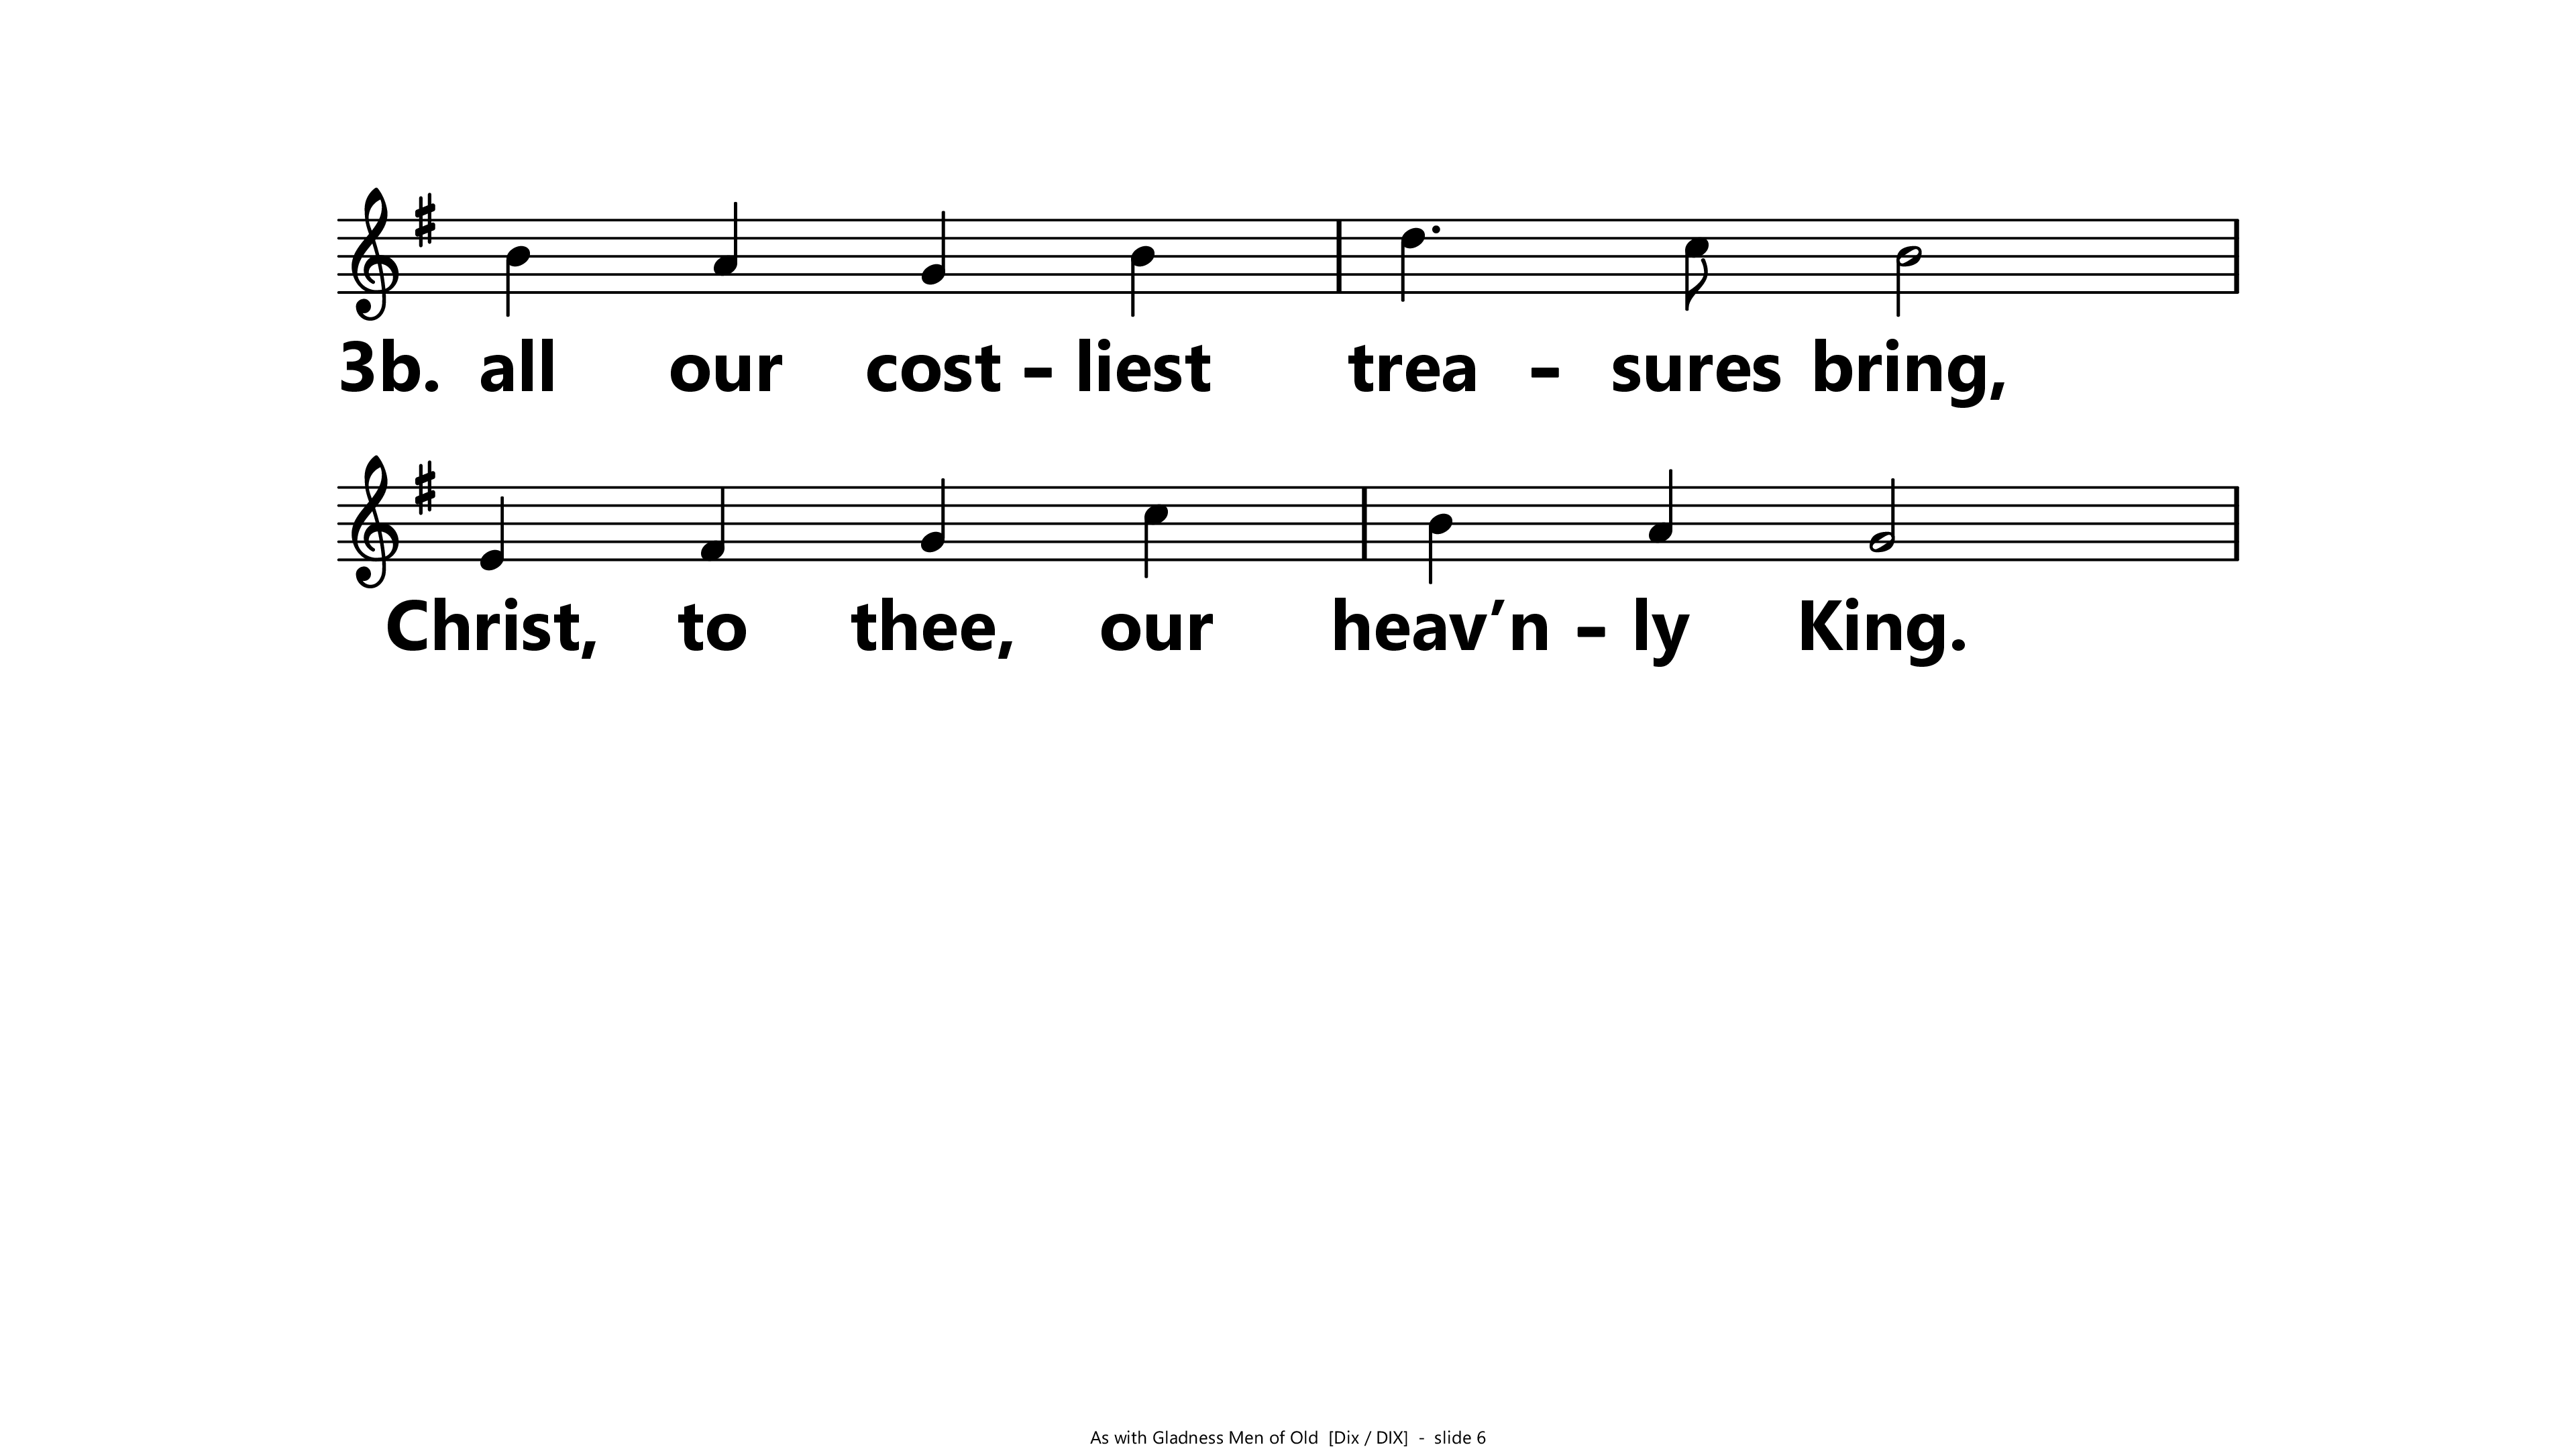 3b. all our cost - liest trea - sures bring,
Christ, to thee, our heav’n - ly King.
As with Gladness Men of Old [Dix / DIX] - slide 6